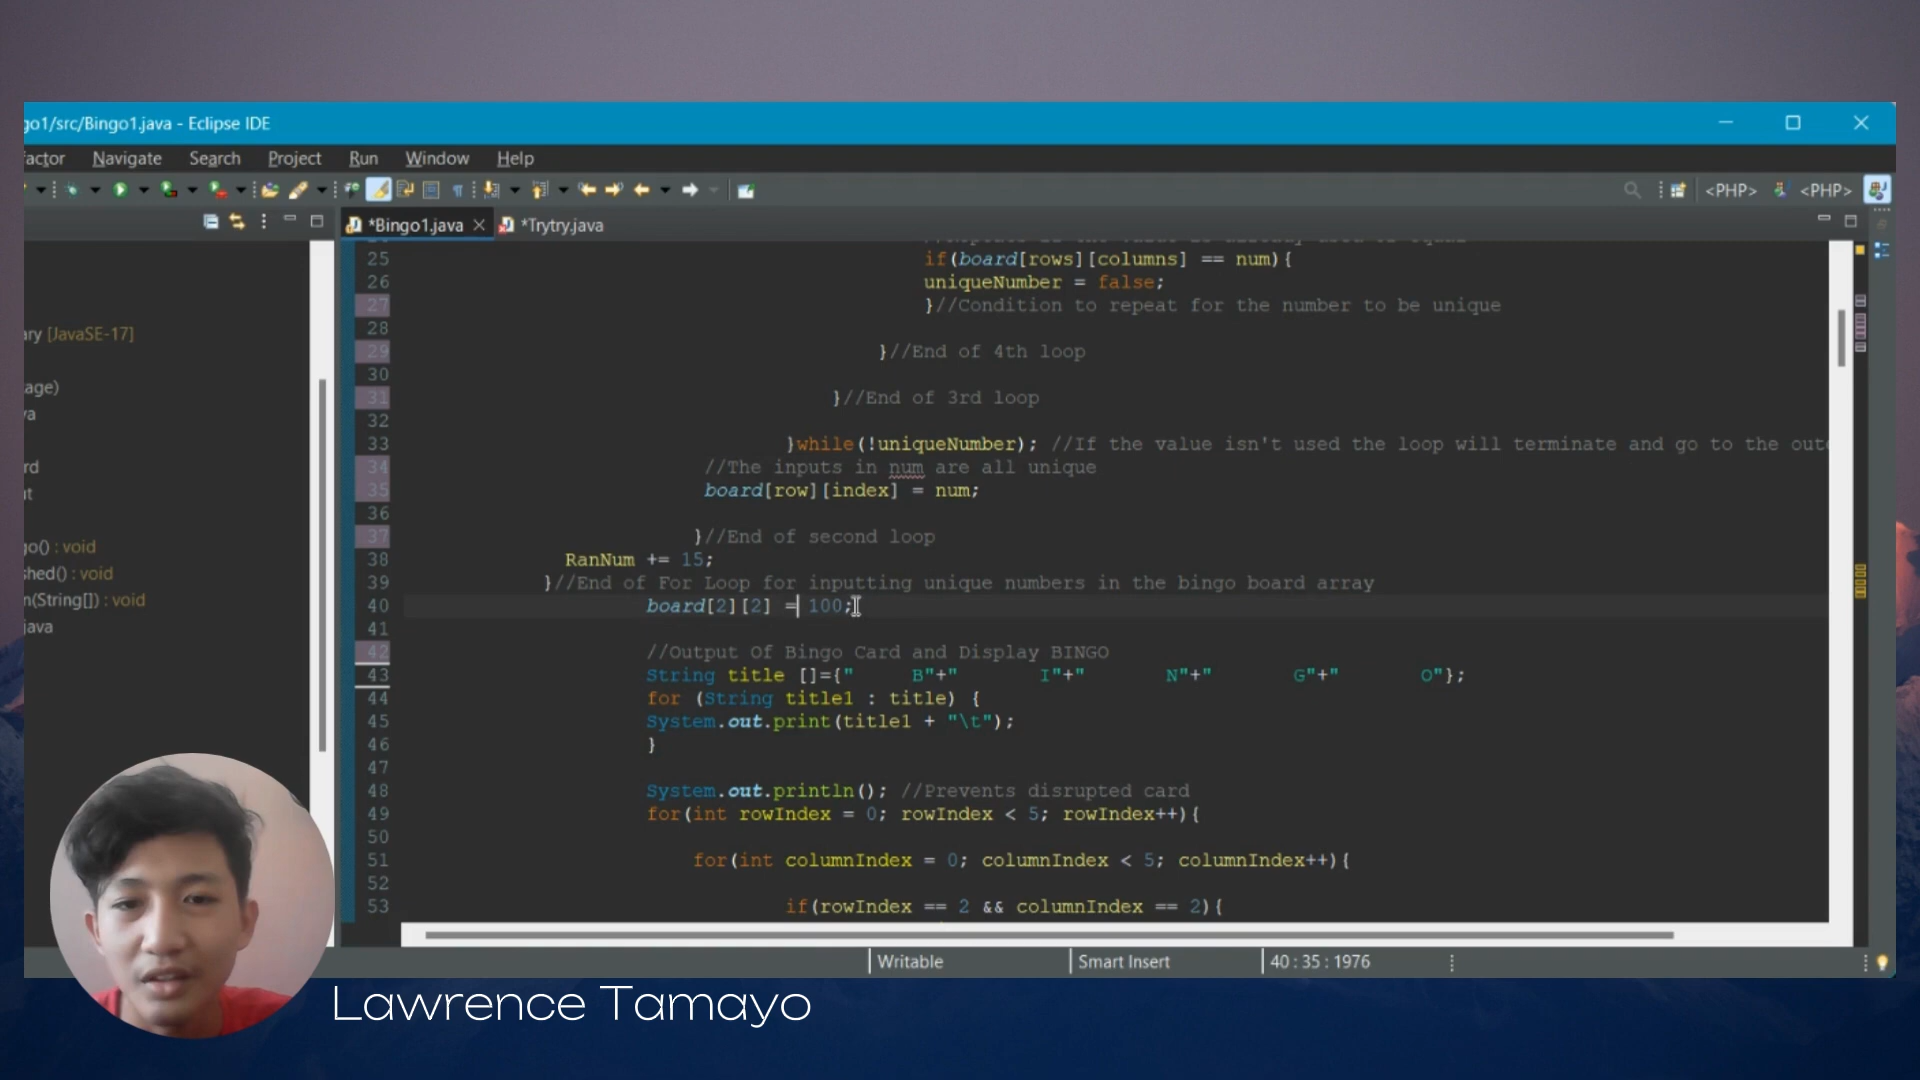 go1/src/Bingo1.java - Eclipse IDE
actor Navigate Search Project Run Window Help
<PHP> <PHP>
*Bingo1.java *Trytry.java
ary [JavaSE-17]
age)
va
rd
ut
go() : void
shed() : void
n(String[]) : void
java
25 if(board[rows][columns] == num){
26 uniqueNumber = false;
27 }//Condition to repeat for the number to be unique
28
29 }//End of 4th loop
30
31 }//End of 3rd loop
32
33 }while(!uniqueNumber); //If the value isn't used the loop will terminate and go to the oute
34 //The inputs in num are all unique
35 board[row][index] = num;
36
37 }//End of second loop
38 RanNum += 15;
39 }//End of For Loop for inputting unique numbers in the bingo board array
40 board[2][2] = 100;
41
42 //Output Of Bingo Card and Display BINGO
43 String title []={"     B"+"       I"+"       N"+"       G"+"       O"};
44 for (String title1 : title) {
45 System.out.print(title1 + "\t");
46 }
47
48 System.out.println(); //Prevents disrupted card
49 for(int rowIndex = 0; rowIndex < 5; rowIndex++){
50
51 for(int columnIndex = 0; columnIndex < 5; columnIndex++){
52
53 if(rowIndex == 2 && columnIndex == 2){
Writable Smart Insert 40 : 35 : 1976
Lawrence Tamayo